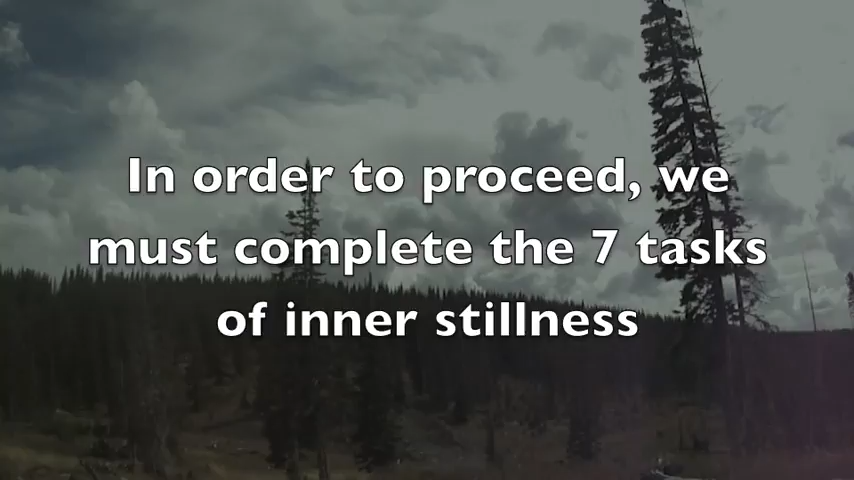 In order to proceed, we
must complete the 7 tasks
of inner stillness